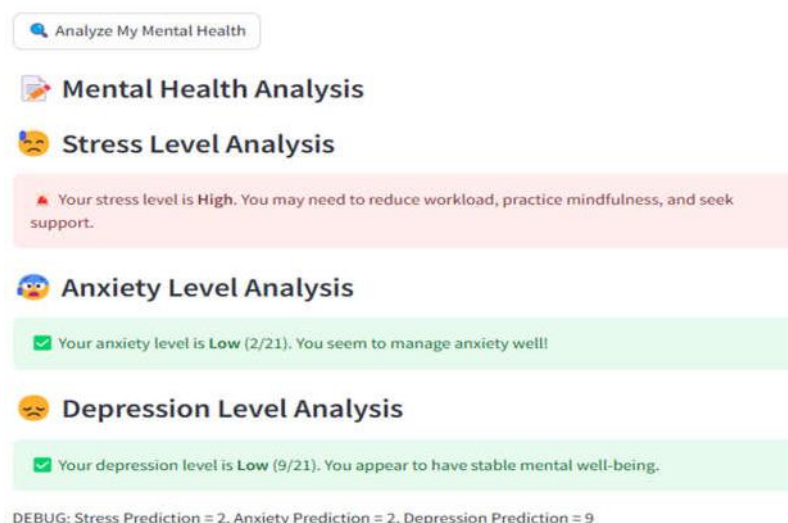 Analyze My Mental Health
Mental Health Analysis
Stress Level Analysis
Your stress level is High. You may need to reduce workload, practice mindfulness, and seek
support.
Anxiety Level Analysis
Your anxiety level is Low (2/21). You seem to manage anxiety well!
Depression Level Analysis
Your depression level is Low (9/21). You appear to have stable mental well-being.
DEBUG: Stress Prediction = 2, Anxiety Prediction = 2, Depression Prediction = 9